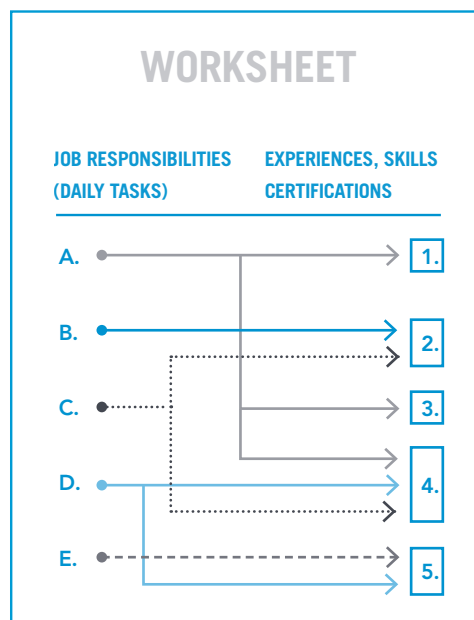 WORKSHEET
JOB RESPONSIBILITIES
(DAILY TASKS)
EXPERIENCES, SKILLS
CERTIFICATIONS
A.
1.
B.
2.
C.
3.
D.
4.
E.
5.